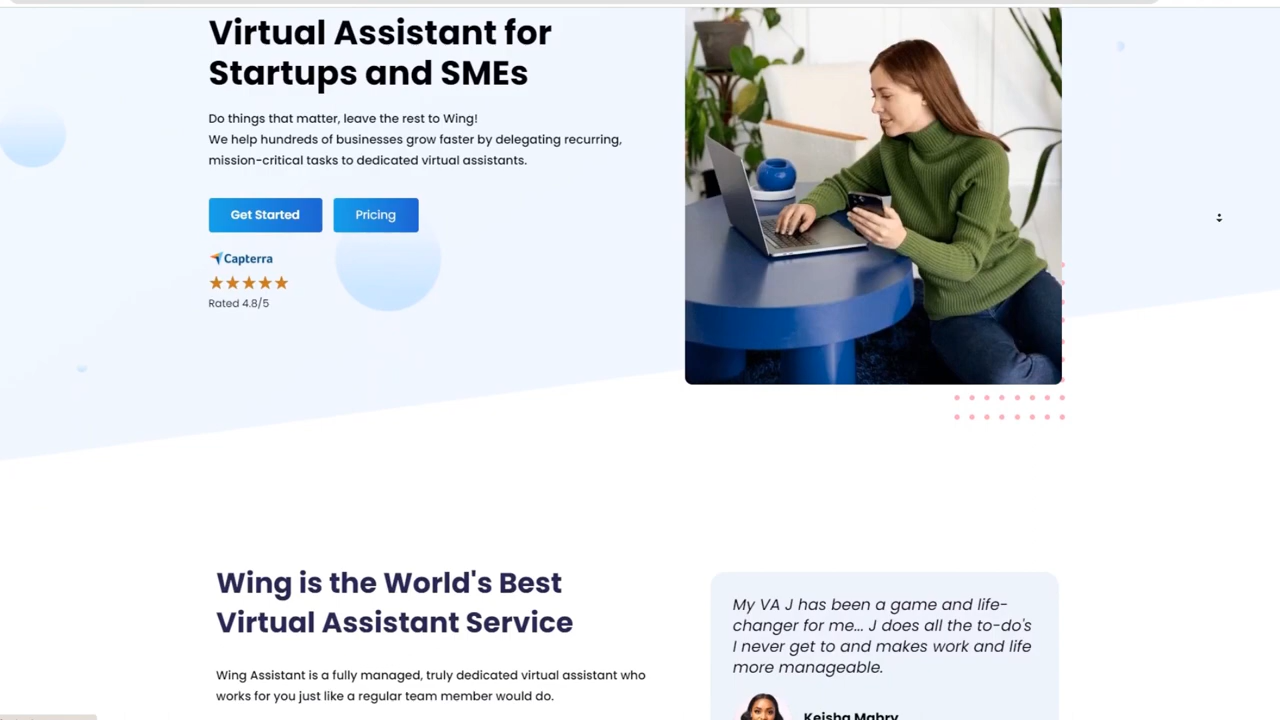 Virtual Assistant for
Startups and SMEs
Do things that matter, leave the rest to Wing!
We help hundreds of businesses grow faster by delegating recurring,
mission-critical tasks to dedicated virtual assistants.
Get Started
Pricing
Capterra
Rated 4.8/5
Wing is the World's Best
Virtual Assistant Service
Wing Assistant is a fully managed, truly dedicated virtual assistant who
works for you just like a regular team member would do.
My VA J has been a game and life-
changer for me... J does all the to-do's
I never get to and makes work and life
more manageable.
Keisha Mabry